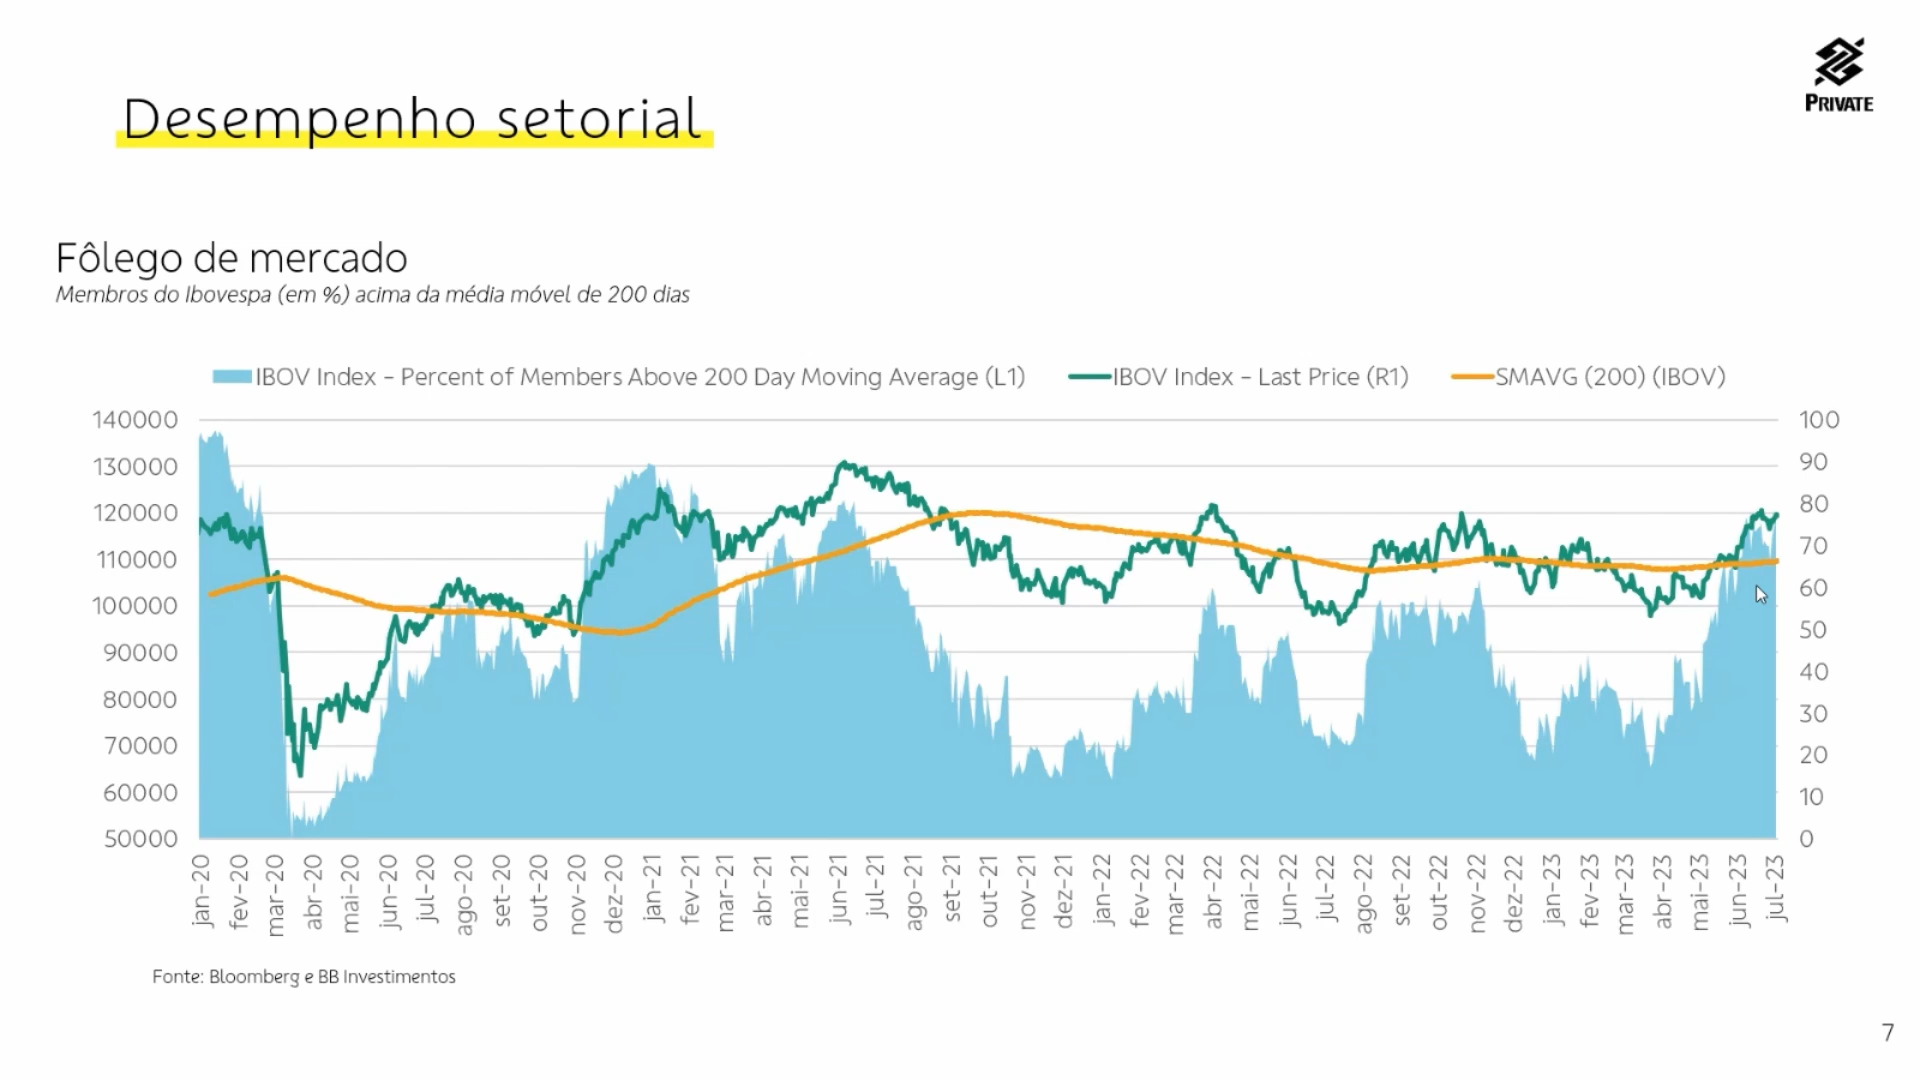 PRIVATE
Desempenho setorial
Fôlego de mercado
Membros do Ibovespa (em %) acima da média móvel de 200 dias
IBOV Index – Percent of Members Above 200 Day Moving Average (L1) IBOV Index – Last Price (R1) SMAVG (200) (IBOV)
140000 100
130000 90
120000 80
110000 70
100000 60
90000 50
80000 40
70000 30
60000 20
50000 10
0
jan-20 fev-20 mar-20 abr-20 mai-20 jun-20 jul-20 ago-20 set-20 out-20 nov-20 dez-20 jan-21 fev-21 mar-21 abr-21 mai-21 jun-21 jul-21 ago-21 set-21 out-21 nov-21 dez-21 jan-22 fev-22 mar-22 abr-22 mai-22 jun-22 jul-22 ago-22 set-22 out-22 nov-22 dez-22 jan-23 fev-23 mar-23 abr-23 mai-23 jun-23 jul-23
Fonte: Bloomberg e BB Investimentos
7